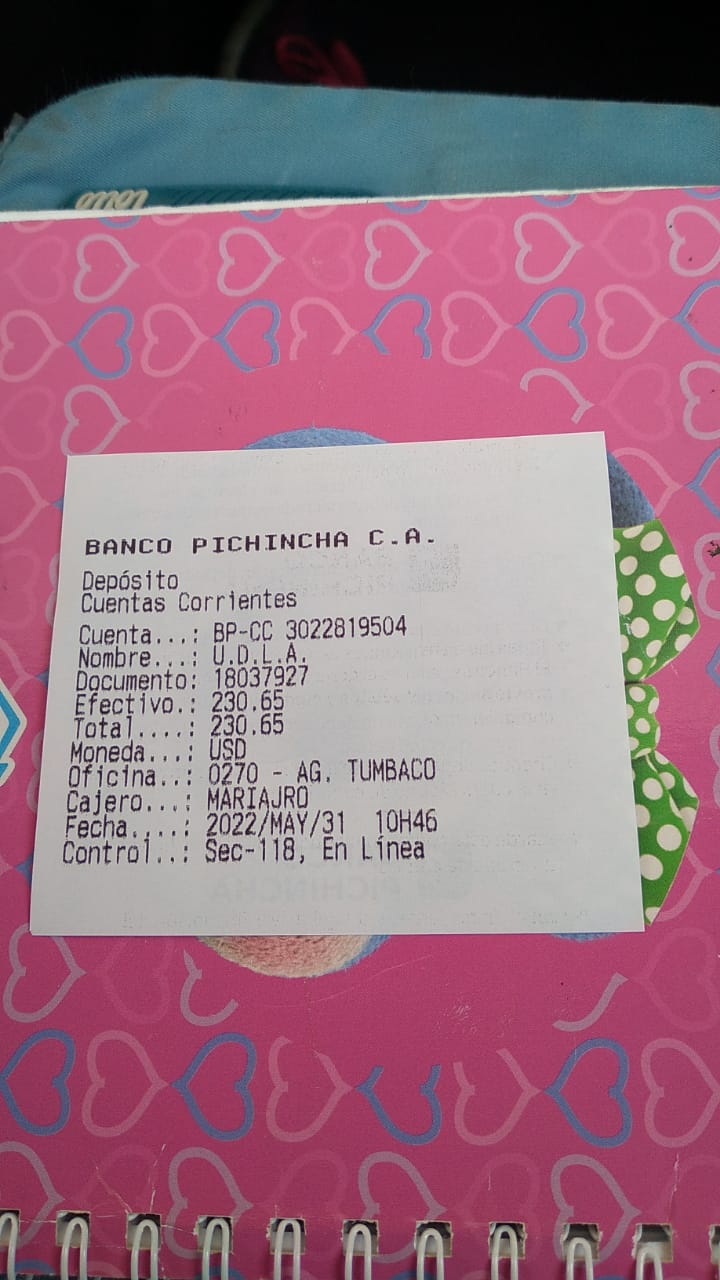 BANCO PICHINCHA C.A.
Depósito
Cuentas Corrientes
Cuenta...: BP-CC 3022819504
Nombre...: U.D.L.A.
Documento: 18037927
Efectivo.: 230.65
Total....: 230.65
Moneda...: USD
Oficina..: 0270 - AG. TUMBACO
Cajero...: MARIAJRO
Fecha....: 2022/MAY/31  10H46
Control..: Sec-118, En Línea
PICHINCHA